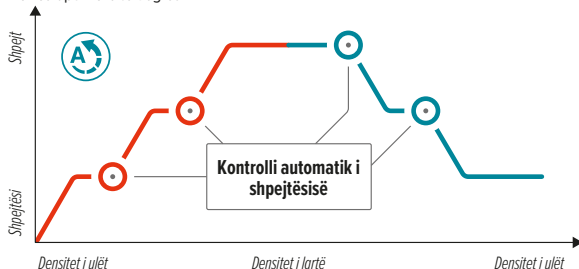 Shpejt
A
Kontrolli automatik i
shpejtësisë
Shpejtësi
Densitet i ulët
Densitet i lartë
Densitet i ulët